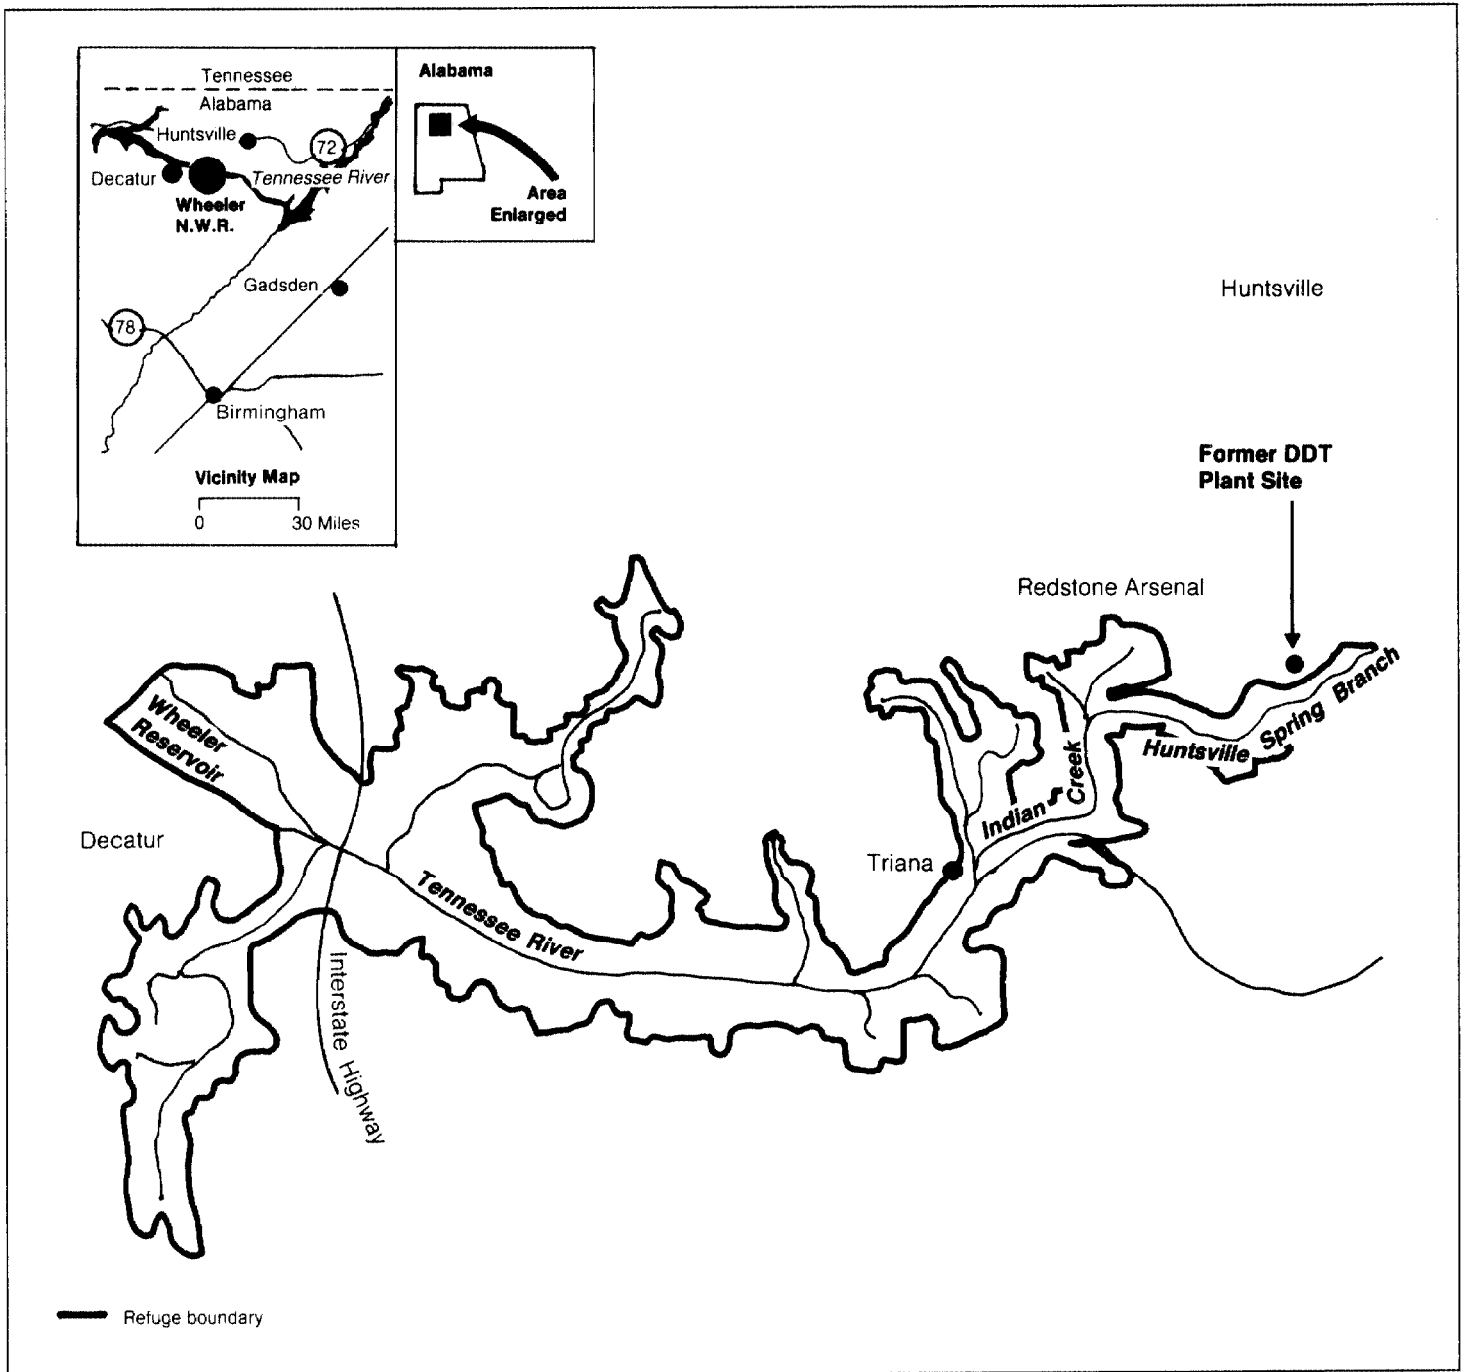 Tennessee
Alabama
Huntsville
72
Decatur
Tennessee River
Wheeler
N.W.R.
Gadsden
78
Birmingham
Vicinity Map
0 30 Miles
Alabama
Area
Enlarged
Huntsville
Former DDT
Plant Site
Redstone Arsenal
Wheeler
Reservoir
Huntsville Spring Branch
Indian Creek
Decatur
Triana
Tennessee River
Interstate Highway
Refuge boundary